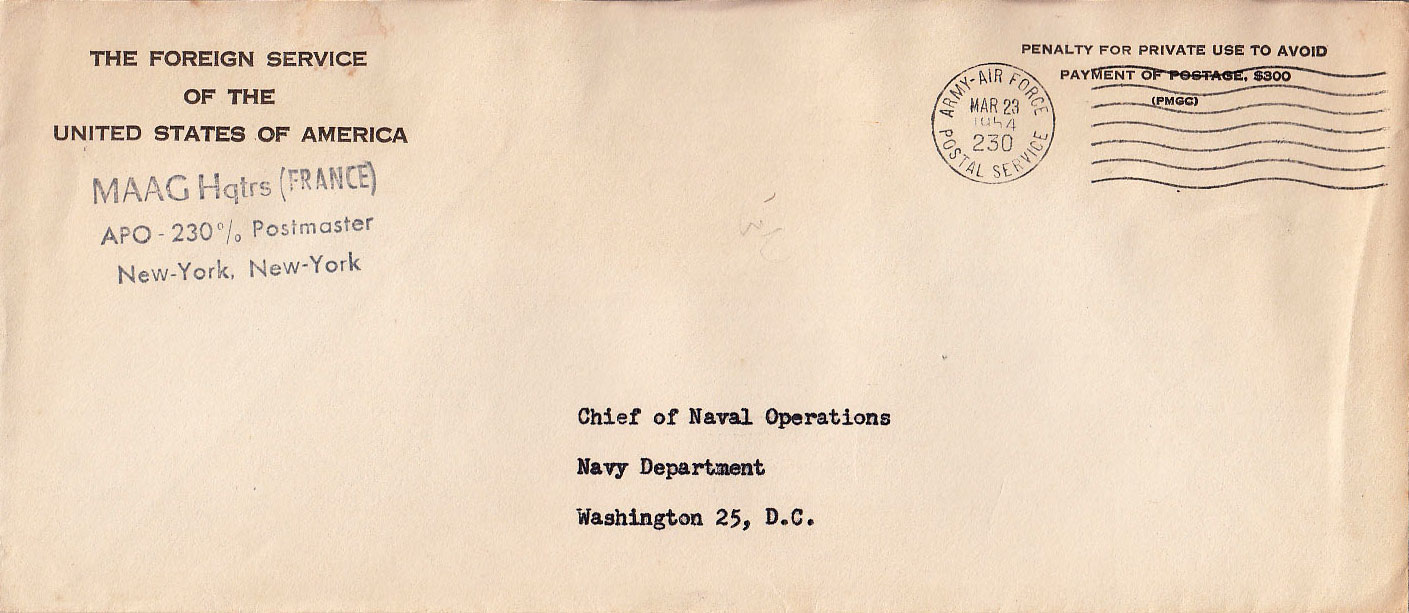 THE FOREIGN SERVICE
OF THE
UNITED STATES OF AMERICA
MAAG Hqtrs (FRANCE)
APO - 230 % Postmaster
New-York, New-York
PENALTY FOR PRIVATE USE TO AVOID
PAYMENT OF POSTAGE, $300
(PMGC)
ARMY-AIR FORCE
MAR 23
1954
230
POSTAL SERVICE
Chief of Naval Operations
Navy Department
Washington 25, D.C.